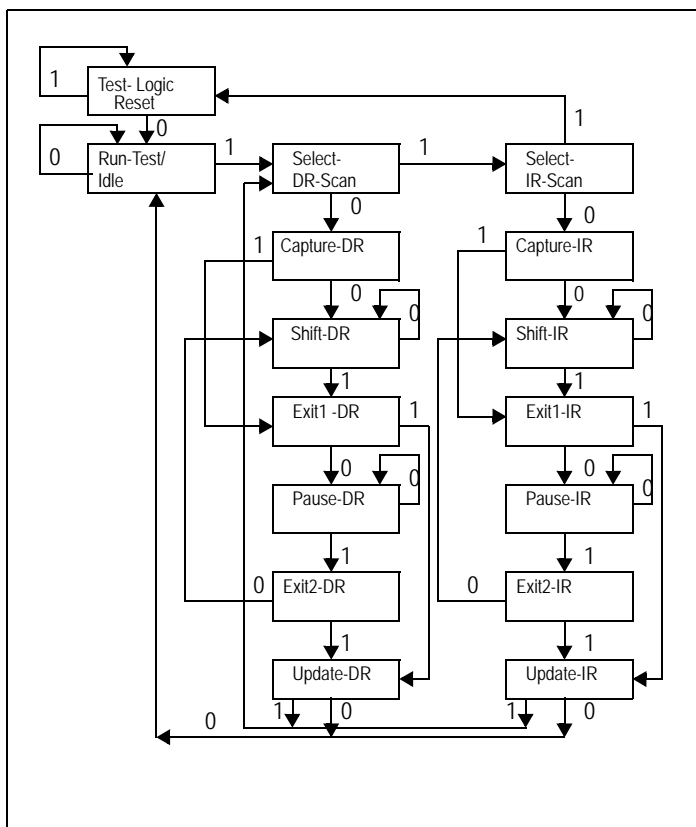 1
Test- Logic
Reset
0
1
0
Run-Test/
Idle
1
Select-
DR-Scan
1
Select-
IR-Scan
0
0
1
Capture-DR
1
Capture-IR
0
0
Shift-DR
0
Shift-IR
0
1
1
Exit1 -DR
1
Exit1-IR
1
0
0
Pause-DR
0
Pause-IR
0
1
1
0
Exit2-DR
0
Exit2-IR
1
1
Update-DR
Update-IR
0
1
0
1
0